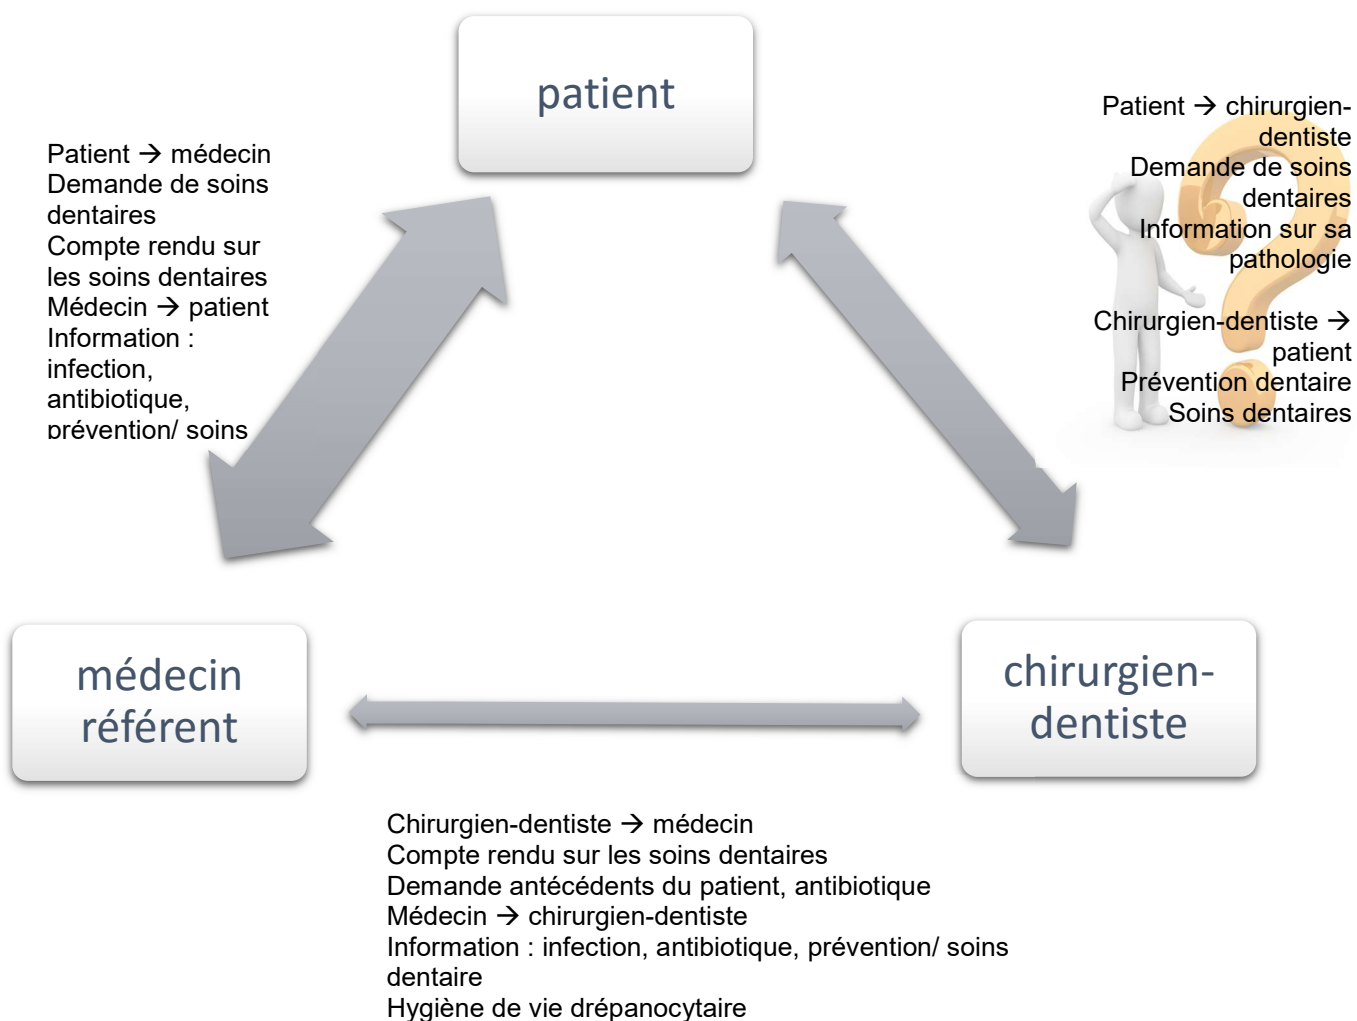 patient
Patient → médecin
Demande de soins
dentaires
Compte rendu sur
les soins dentaires
Médecin → patient
Information :
infection,
antibiotique,
prévention/ soins
Patient → chirurgien-
dentiste
Demande de soins
dentaires
Information sur sa
pathologie
Chirurgien-dentiste →
patient
Prévention dentaire
Soins dentaires
médecin
référent
chirurgien-
dentiste
Chirurgien-dentiste → médecin
Compte rendu sur les soins dentaires
Demande antécédents du patient, antibiotique
Médecin → chirurgien-dentiste
Information : infection, antibiotique, prévention/ soins
dentaire
Hygiène de vie drépanocytaire